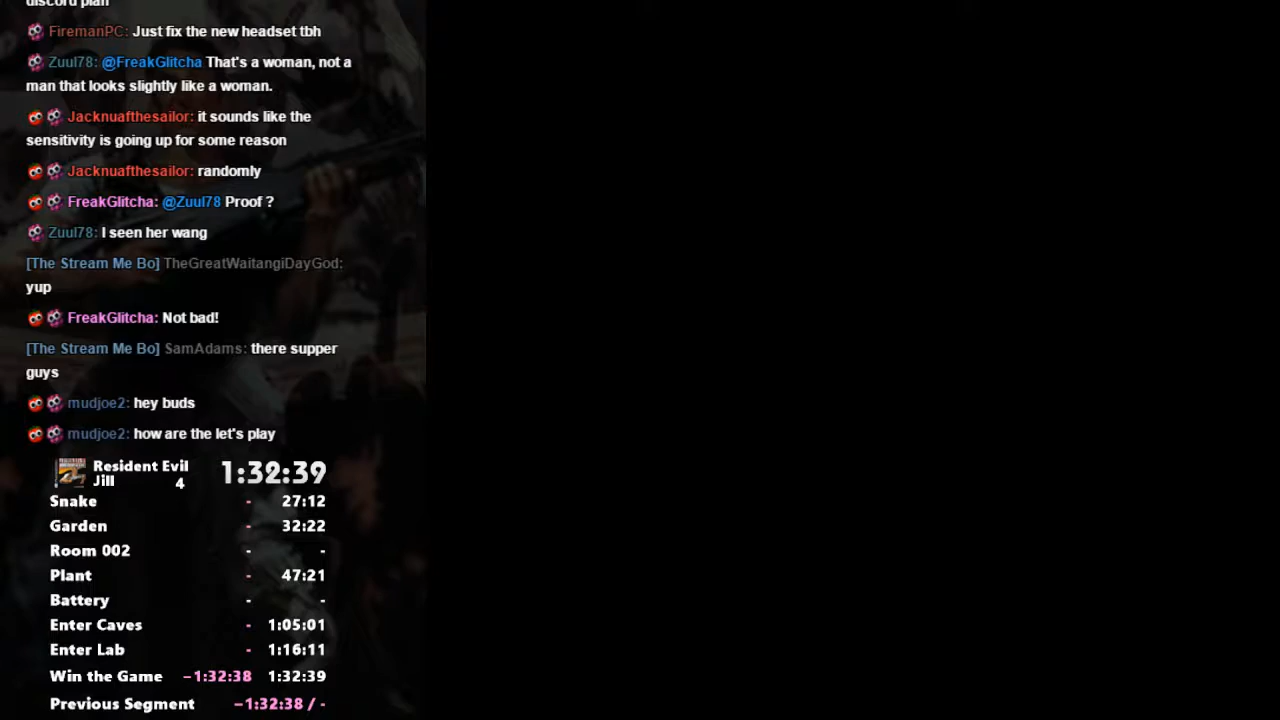 discord plan
FiremanPC: Just fix the new headset tbh
Zuul78: @FreakGlitcha That's a woman, not a
man that looks slightly like a woman.
Jacknuafthesailor: it sounds like the
sensitivity is going up for some reason
Jacknuafthesailor: randomly
FreakGlitcha: @Zuul78 Proof ?
Zuul78: I seen her wang
[The Stream Me Bo] TheGreatWaitangiDayGod:
yup
FreakGlitcha: Not bad!
[The Stream Me Bo] SamAdams: there supper
guys
mudjoe2: hey buds
mudjoe2: how are the let's play
Resident Evil 1:32:39
Jill 4
Snake - 27:12
Garden - 32:22
Room 002 - -
Plant - 47:21
Battery - -
Enter Caves - 1:05:01
Enter Lab - 1:16:11
Win the Game −1:32:38 1:32:39
Previous Segment −1:32:38 / -